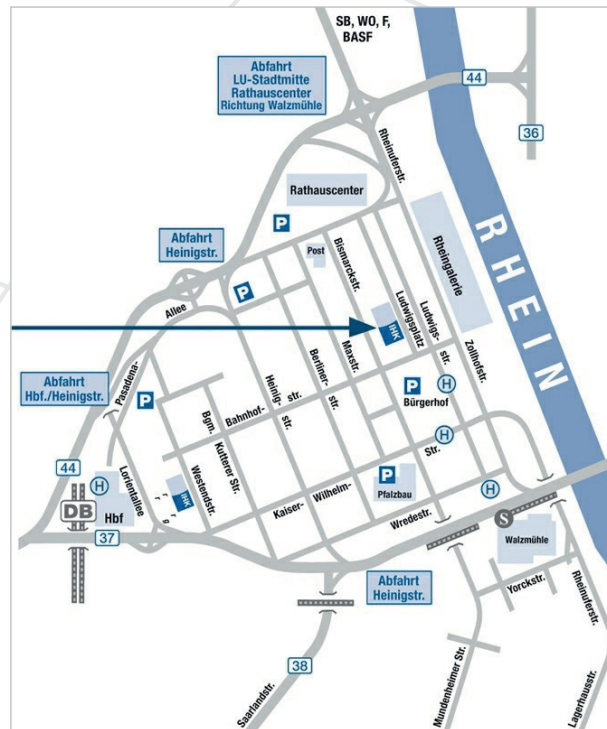 SB, WO, F,
BASF
Abfahrt
LU-Stadtmitte
Rathauscenter
Richtung Walzmühle
44
36
Rheinuferstr.
Rathauscenter
P
Abfahrt
Heinigstr.
Post
Bismarckstr.
Rheingalerie
RHEIN
Allee
P
IHK
Ludwigsplatz
Ludwigs-
str.
Zollhofstr.
Maxstr.
Berliner-
str.
Heinig-
str.
Pasadena-
Abfahrt
Hbf./Heinigstr.
P
Bahnhof-
str.
P
Bürgerhof
H
Bgm.
Kutterer Str.
H
44
Lorientallee
H
IHK
Westendstr.
Kaiser-
Wilhelm-
Str.
P
Pfalzbau
H
DB
Hbf
Wredestr.
S
37
Walzmühle
Abfahrt
Heinigstr.
Yorckstr.
Rheinuferstr.
38
Saarlandstr.
Mundenheimer Str.
Lagerhausstr.